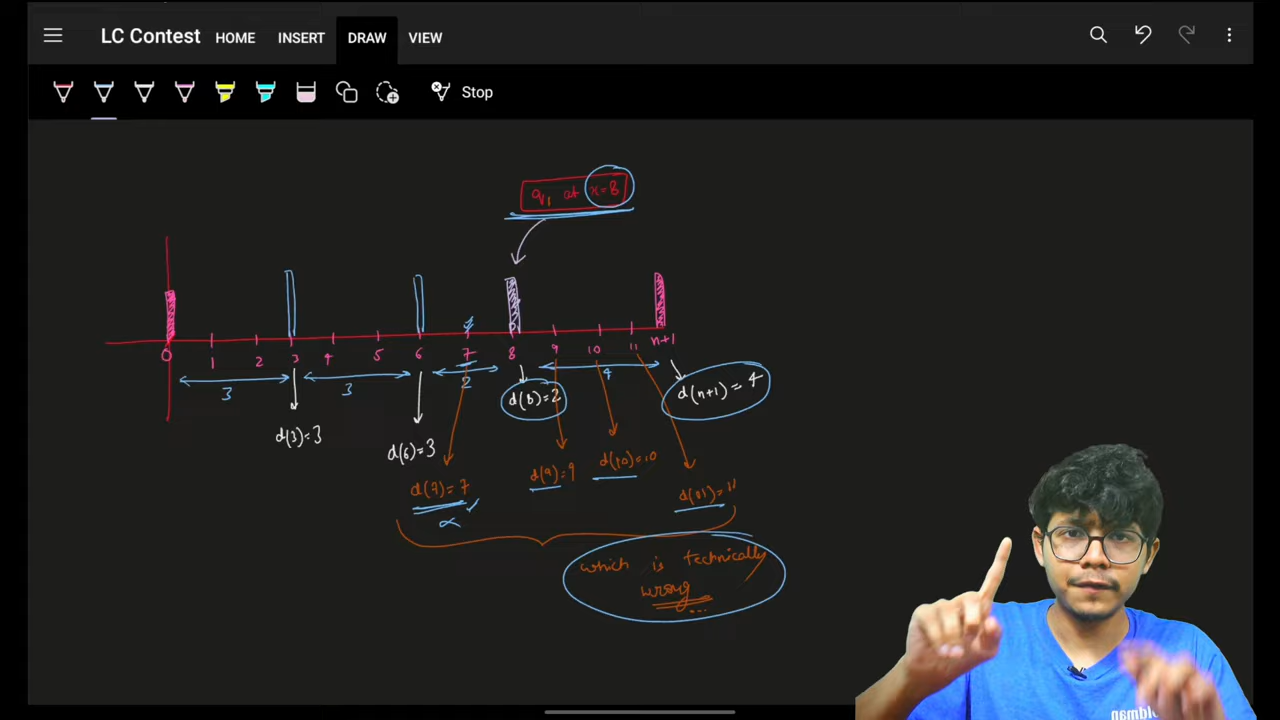 LC Contest HOME INSERT DRAW VIEW
Stop
q1 at x=8
0 1 2 3 4 5 6 7 8 9 10 11 n+1
3 3 2 4
d(3)=3 d(6)=3 d(8)=2 d(n+1)=4
d(7)=7 d(9)=9 d(10)=10 d(11)=11
α
which is technically
wrong...